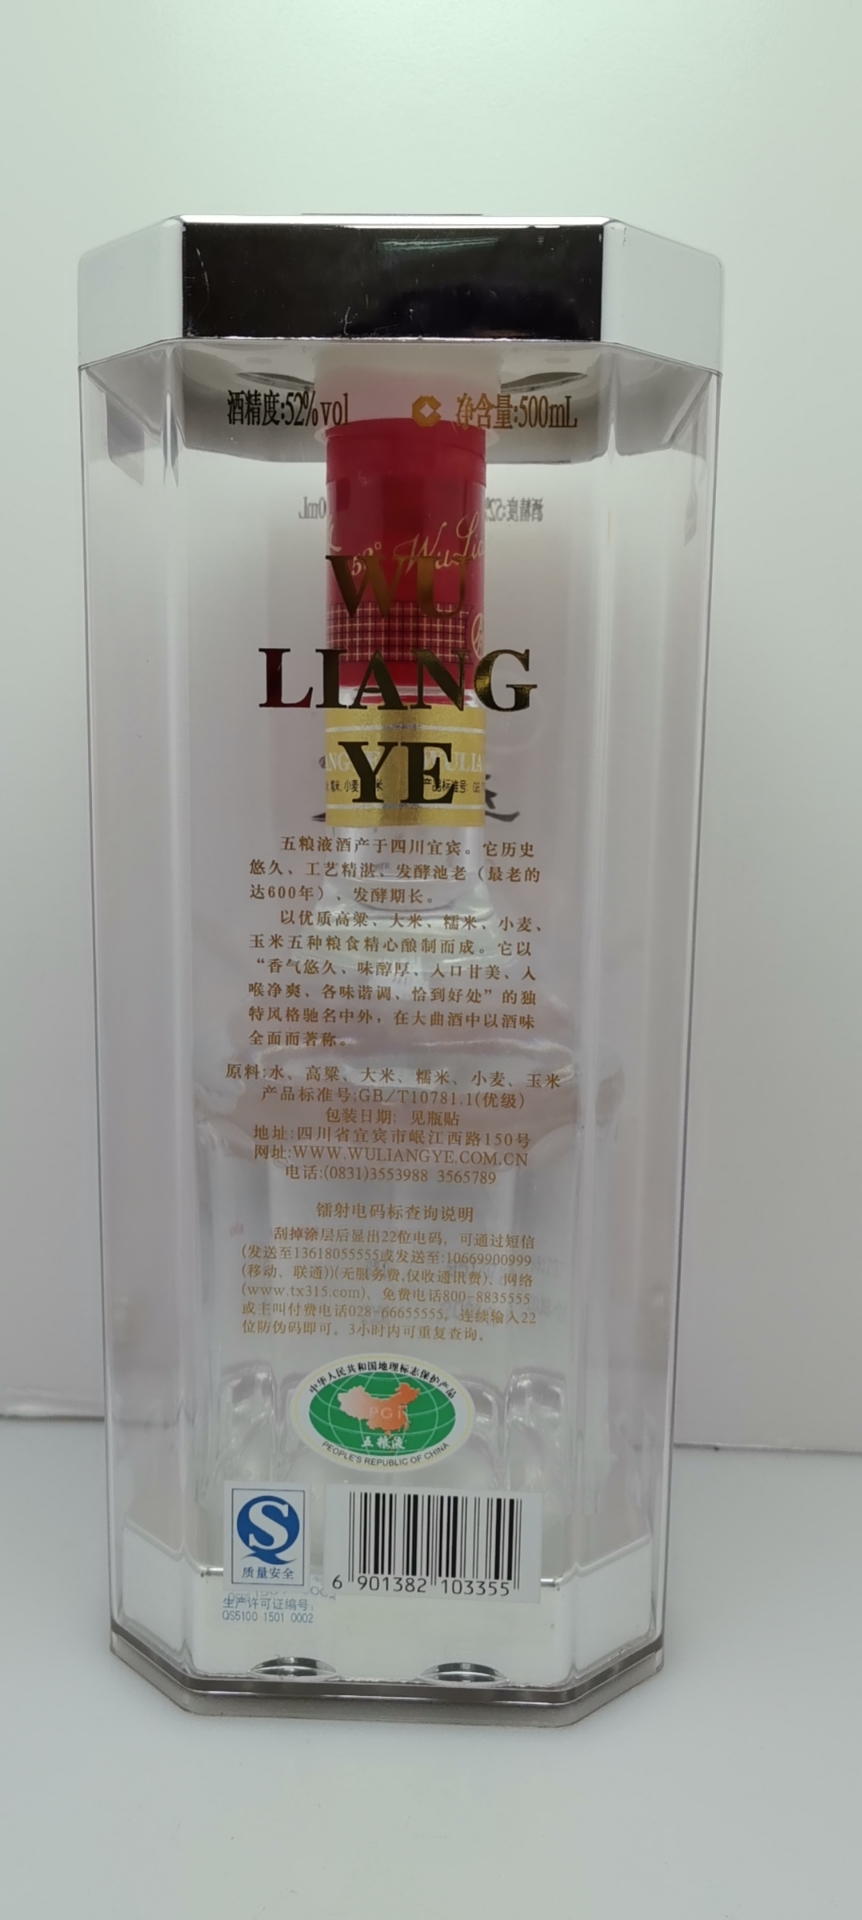 酒精度:52%vol 净含量:500mL
52° WuLia
WU
LIANG
YE
五粮液酒产于四川宜宾。它历史
悠久、工艺精湛、发酵池老（最老的
达600年）、发酵期长。
以优质高粱、大米、糯米、小麦、
玉米五种粮食精心酿制而成。它以
“香气悠久、味醇厚、入口甘美、入
喉净爽、各味谐调、恰到好处”的独
特风格驰名中外，在大曲酒中以酒味
全面而著称。
原料:水、高粱、大米、糯米、小麦、玉米
产品标准号:GB/T10781.1(优级)
包装日期: 见瓶贴
地址:四川省宜宾市岷江西路150号
网址:WWW.WULIANGYE.COM.CN
电话:(0831)3553988 3565789
镭射电码标查询说明
刮掉涂层后显出22位电码，可通过短信
(发送至13618055555或发送至:10669900999
(移动、联通))(无服务费,仅收通讯费)、网络
(www.tx315.com)、免费电话800-8835555
或主叫付费电话028-66655555，连续输入22
位防伪码即可。3小时内可重复查询。
中华人民共和国地理标志保护产品
PGI
五粮液
PEOPLE'S REPUBLIC OF CHINA
质量安全
生产许可证编号:
QS5100 1501 0002
6 901382 103355